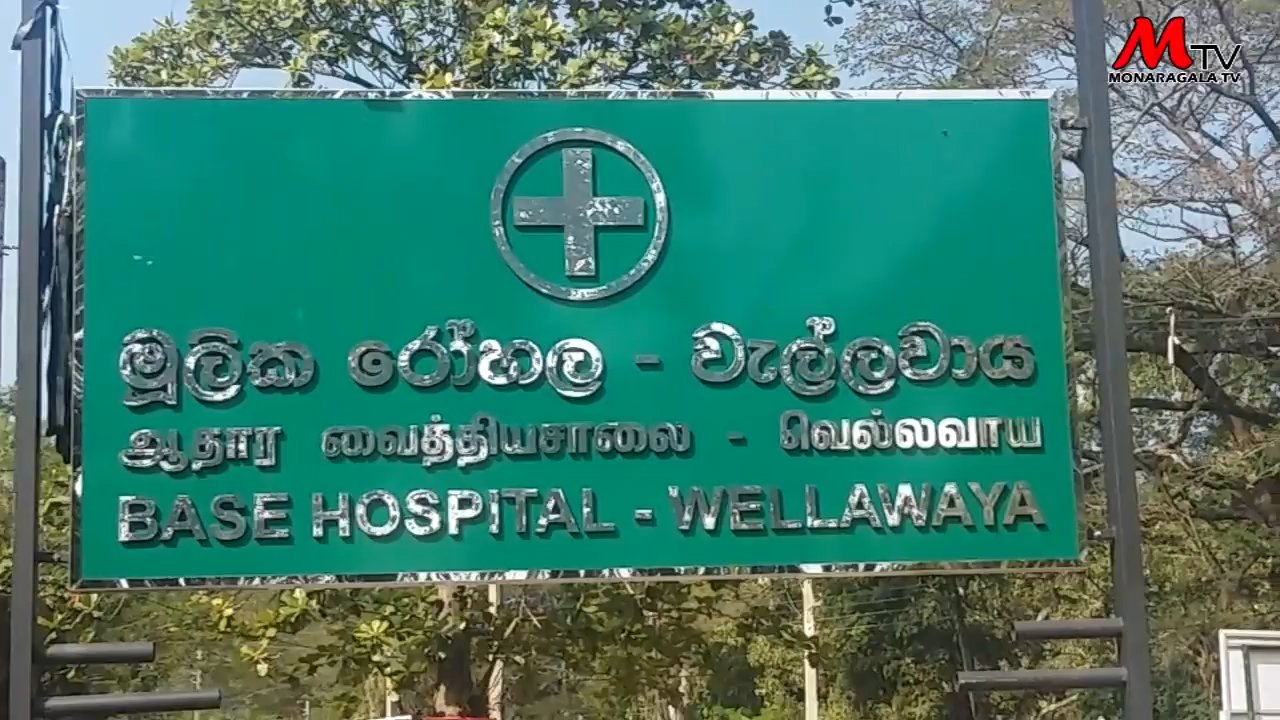 MTV
MONARAGALA TV
මූලික රෝහල - වැල්ලවාය
ஆதார வைத்தியசாலை - வெல்லவாய
BASE HOSPITAL - WELLAWAYA